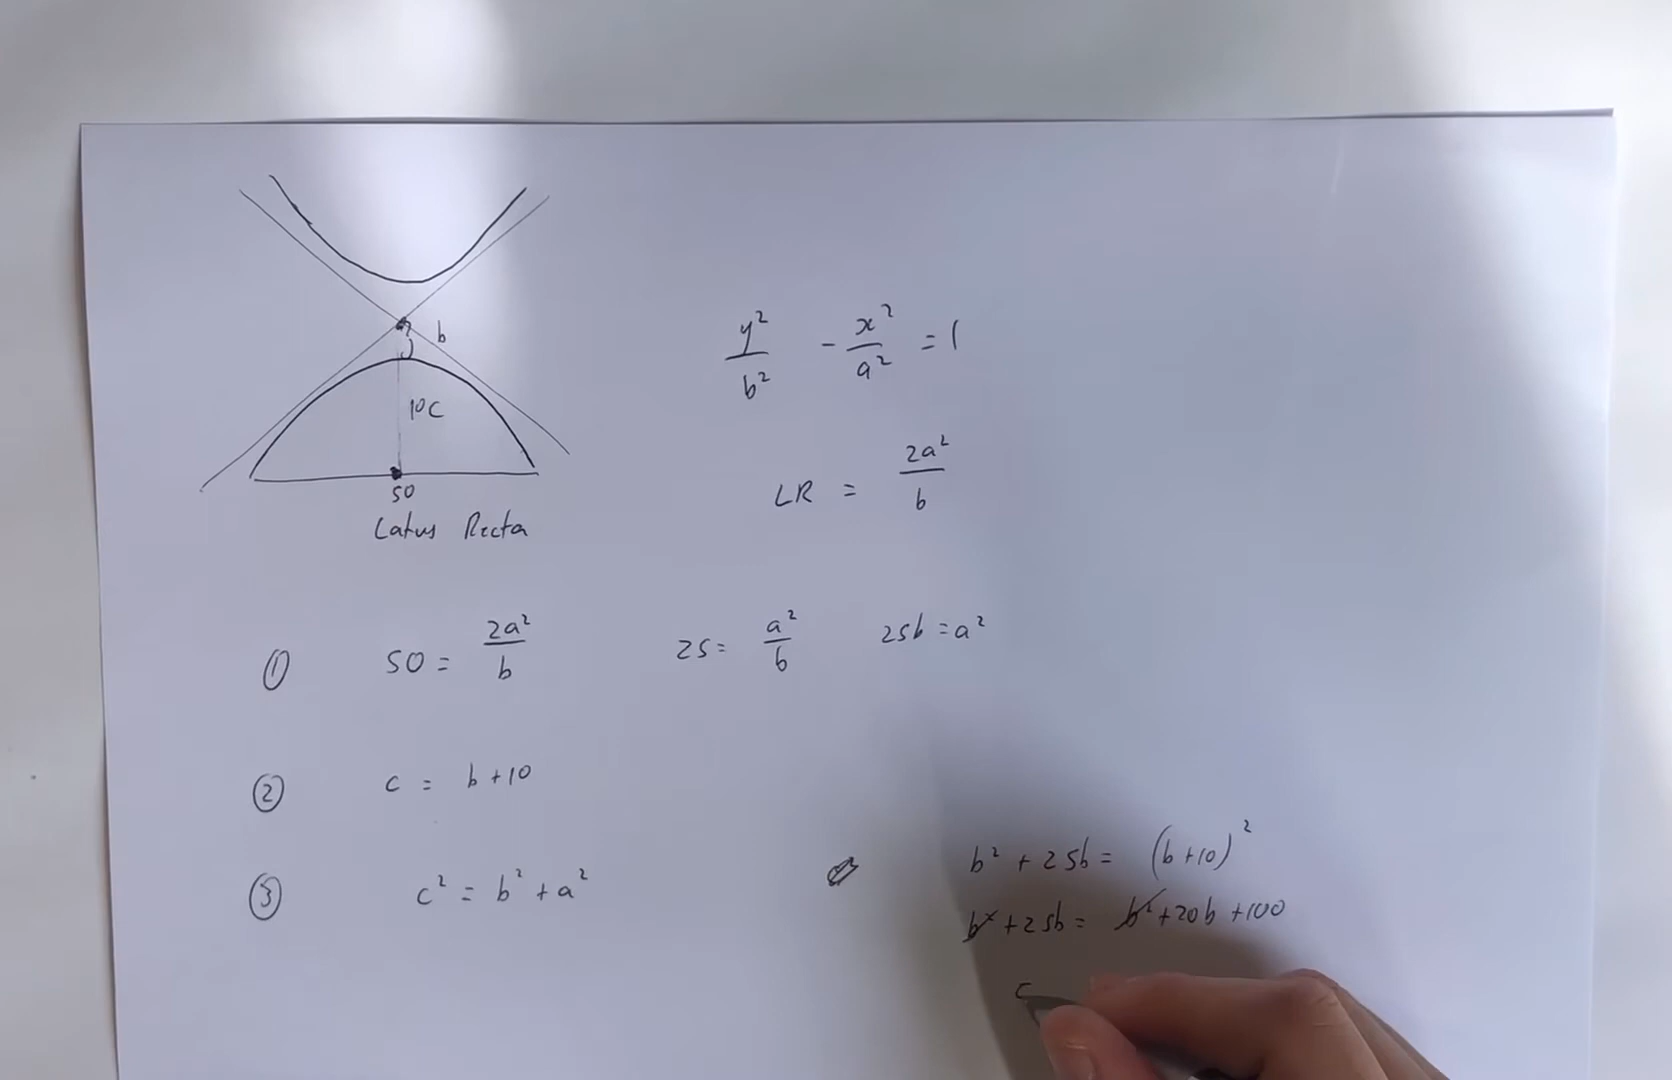 b
10c
50
Latus Recta
y²/b² - x²/a² = 1
LR = 2a²/b
① 50 = 2a²/b 25 = a²/b 25b = a²
② c = b + 10
③ c² = b² + a²
b² + 25b = (b+10)²
b² + 25b = b² + 20b + 100